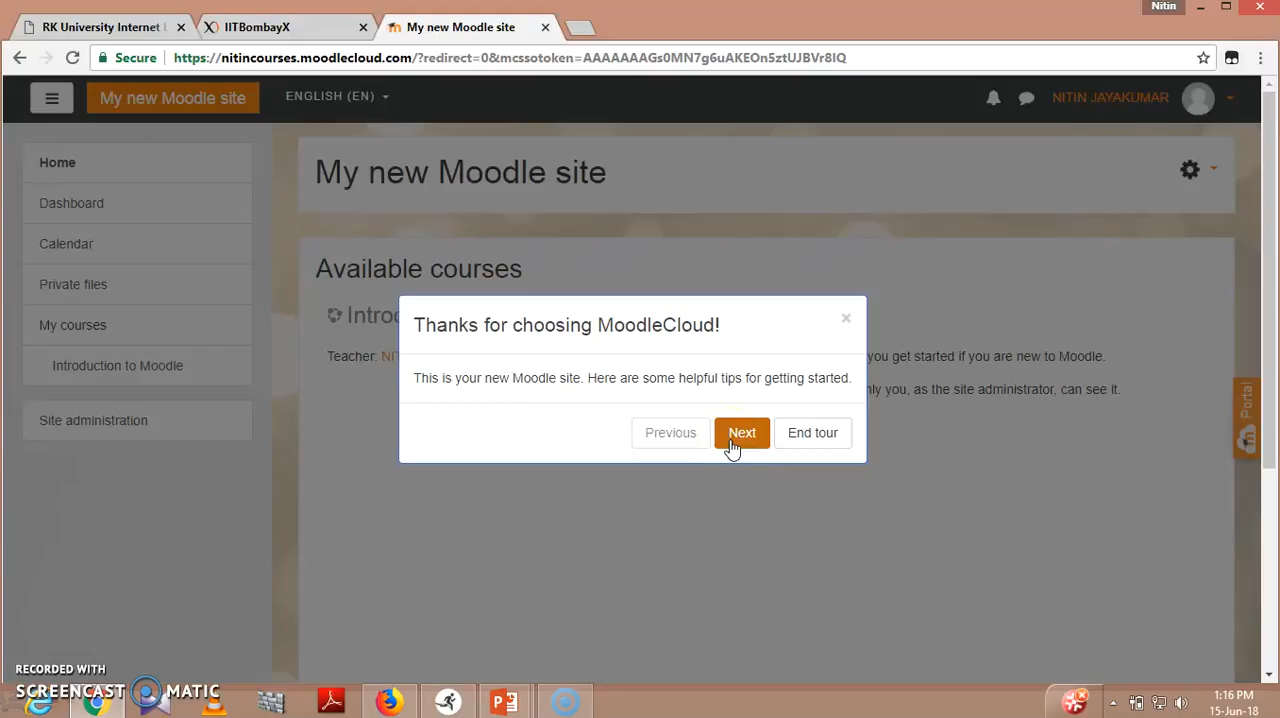 Nitin
RK University Internet
IITBombayX
My new Moodle site
Secure
https://nitincourses.moodlecloud.com/?redirect=0&mcssotoken=AAAAAAAGs0MN7g6uAKEOn5ztUJBVr8IQ
My new Moodle site
ENGLISH (EN)
NITIN JAYAKUMAR
Home
Dashboard
Calendar
Private files
My courses
Introduction to Moodle
Site administration
My new Moodle site
Available courses
Teacher:
you get started if you are new to Moodle.
you, as the site administrator, can see it.
Thanks for choosing MoodleCloud!
This is your new Moodle site. Here are some helpful tips for getting started.
Previous
Next
End tour
Portal
RECORDED WITH
SCREENCAST MATIC
1:16 PM
15-Jun-18